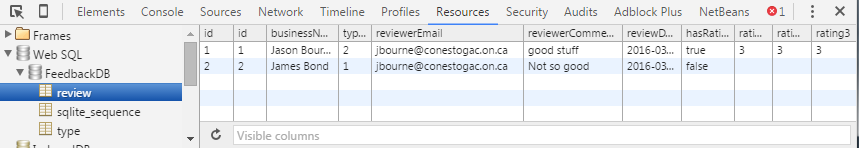 Elements Console Sources Network Timeline Profiles Resources Security Audits Adblock Plus NetBeans 1
Frames
Web SQL
FeedbackDB
review
sqlite_sequence
type
id id businessN... typ... reviewerEmail reviewerComme... reviewD... hasRati... rati... rati... rating3
1 1 Jason Bour... 2 jbourne@conestogac.on.ca good stuff 2016-03... true 3 3 3
2 2 James Bond 1 jbourne@conestogac.on.ca Not so good 2016-03... false
Visible columns